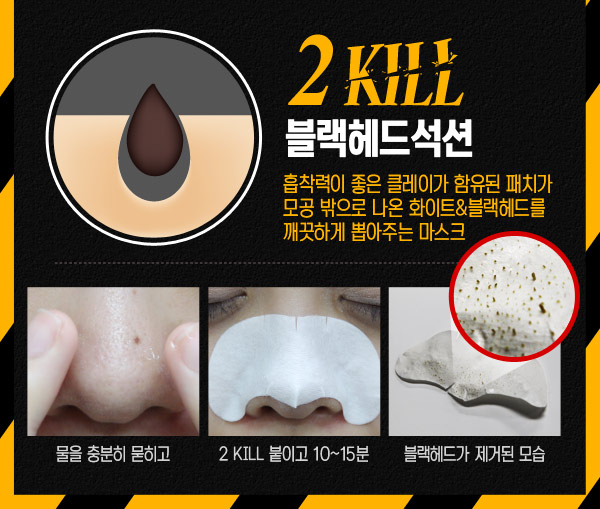 2 KILL
블랙헤드석션
흡착력이 좋은 클레이가 함유된 패치가
모공 밖으로 나온 화이트&블랙헤드를
깨끗하게 뽑아주는 마스크
물을 충분히 묻히고
2 KILL 붙이고 10~15분
블랙헤드가 제거된 모습